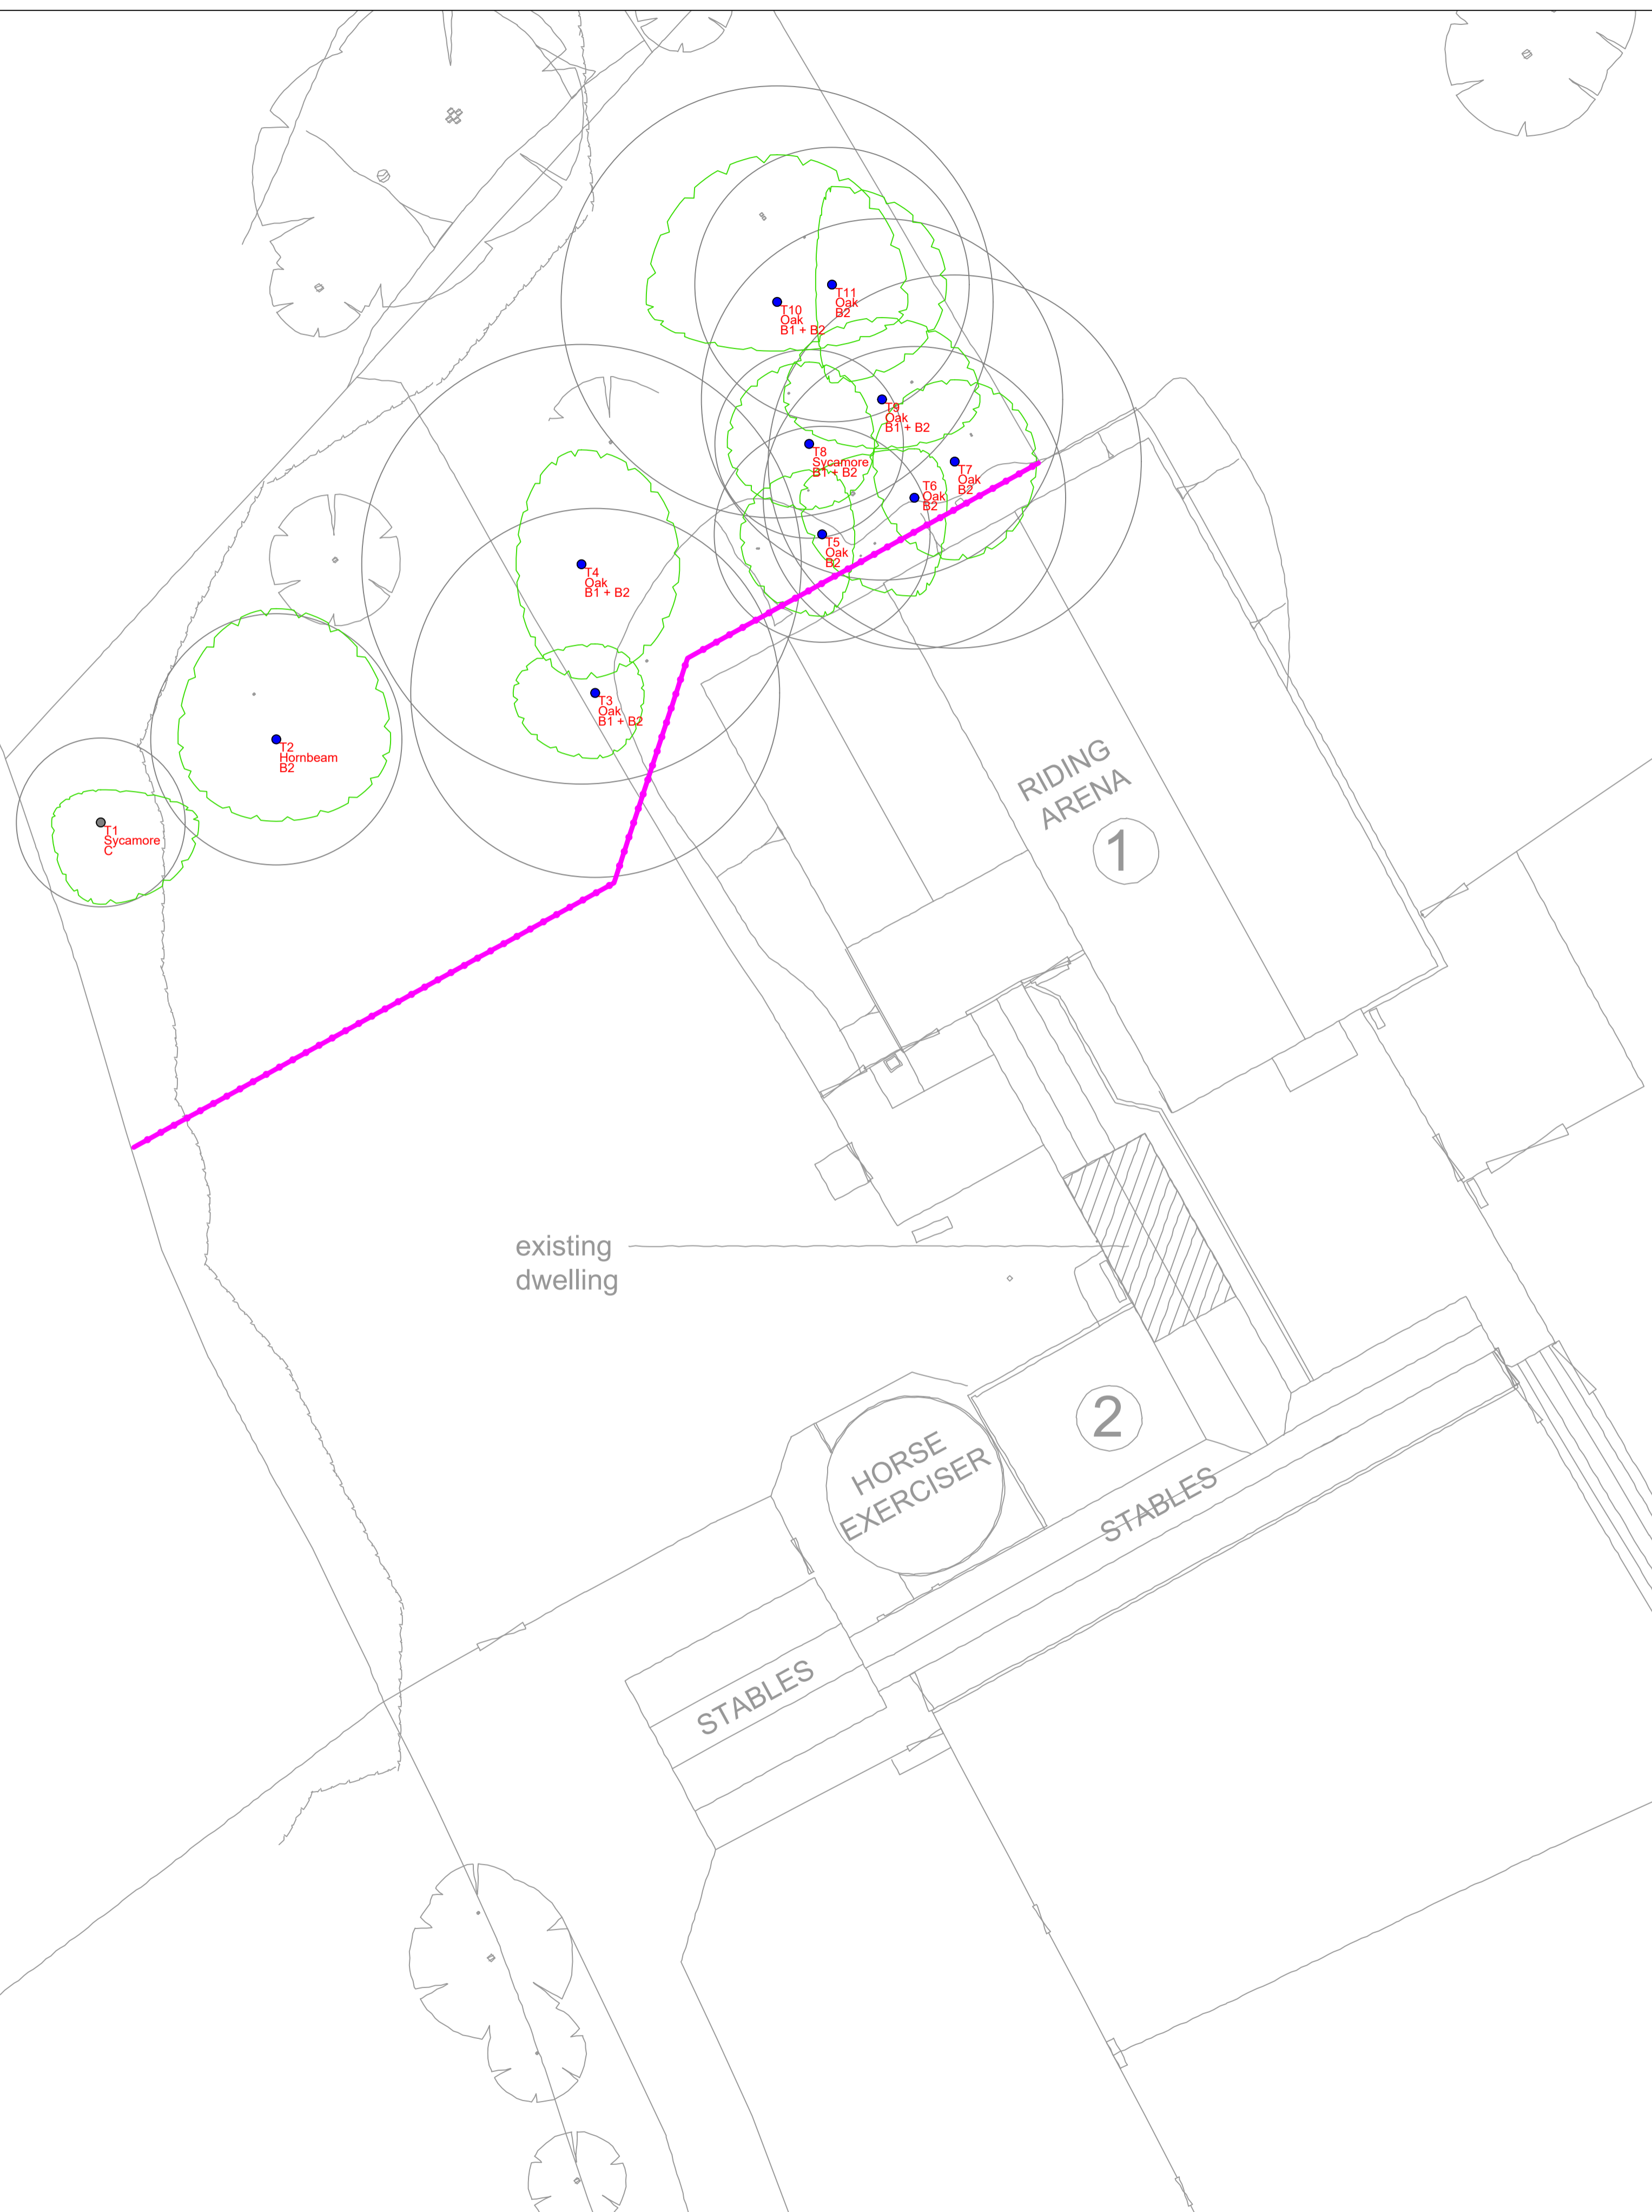 T11
Oak
B2
T10
Oak
B1 + B2
T9
Oak
B1 + B2
T8
Sycamore
B1 + B2
T7
Oak
B2
T6
Oak
B2
T5
Oak
B2
T4
Oak
B1 + B2
T3
Oak
B1 + B2
T2
Hornbeam
B2
T1
Sycamore
C
RIDING
ARENA
1
existing
dwelling
2
HORSE
EXERCISER
STABLES
STABLES